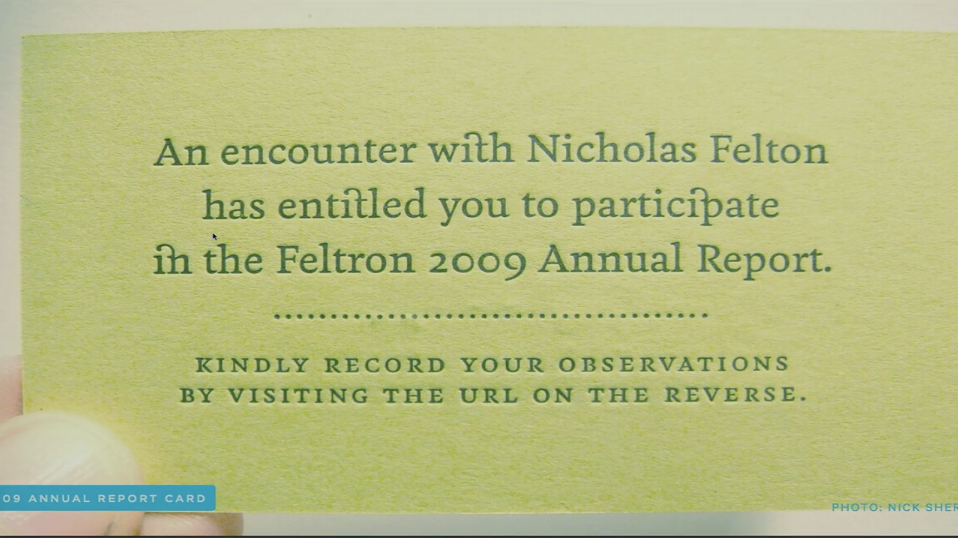 An encounter with Nicholas Felton
has entitled you to participate
in the Feltron 2009 Annual Report.
KINDLY RECORD YOUR OBSERVATIONS
BY VISITING THE URL ON THE REVERSE.
09 ANNUAL REPORT CARD
PHOTO: NICK